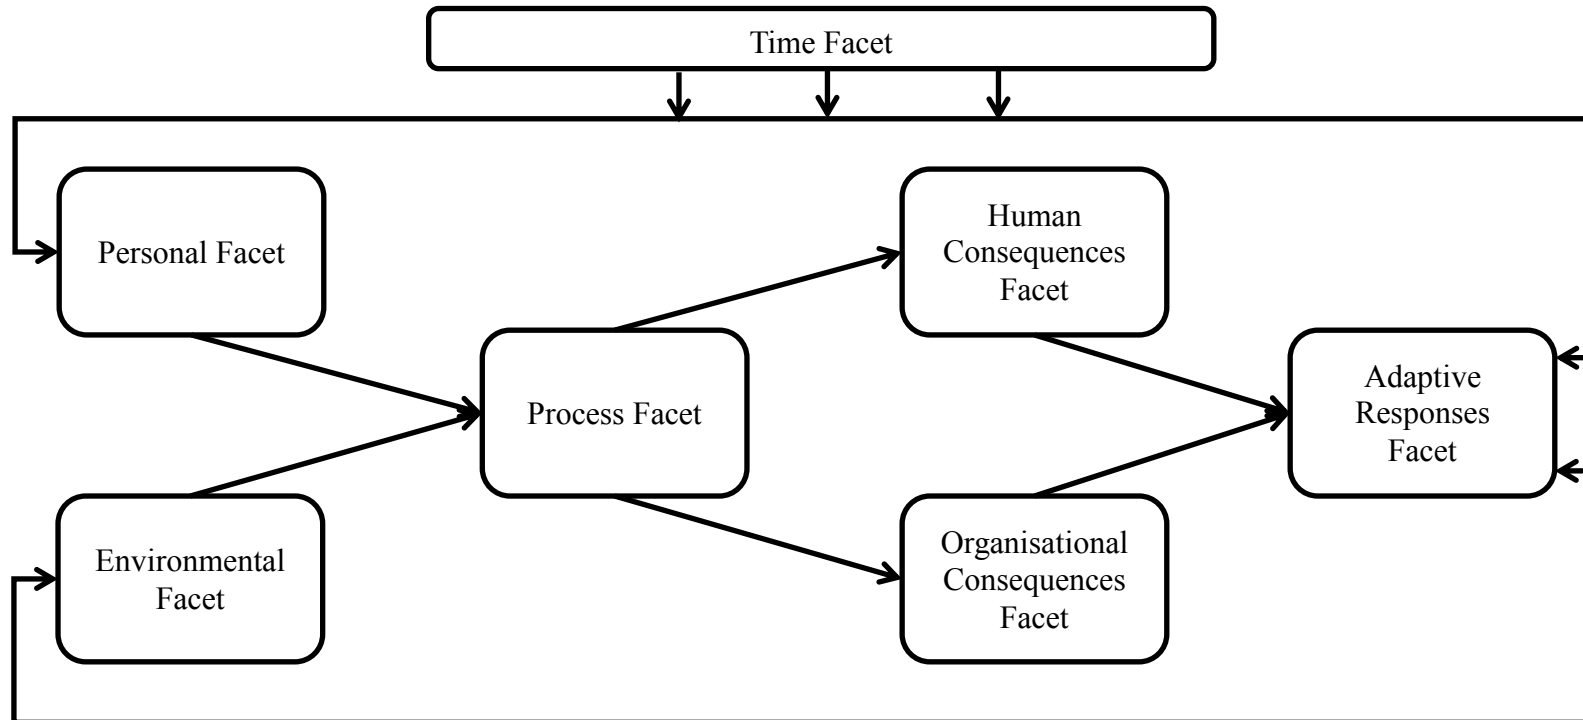 Time Facet
Personal Facet
Human
Consequences
Facet
Process Facet
Adaptive
Responses
Facet
Environmental
Facet
Organisational
Consequences
Facet